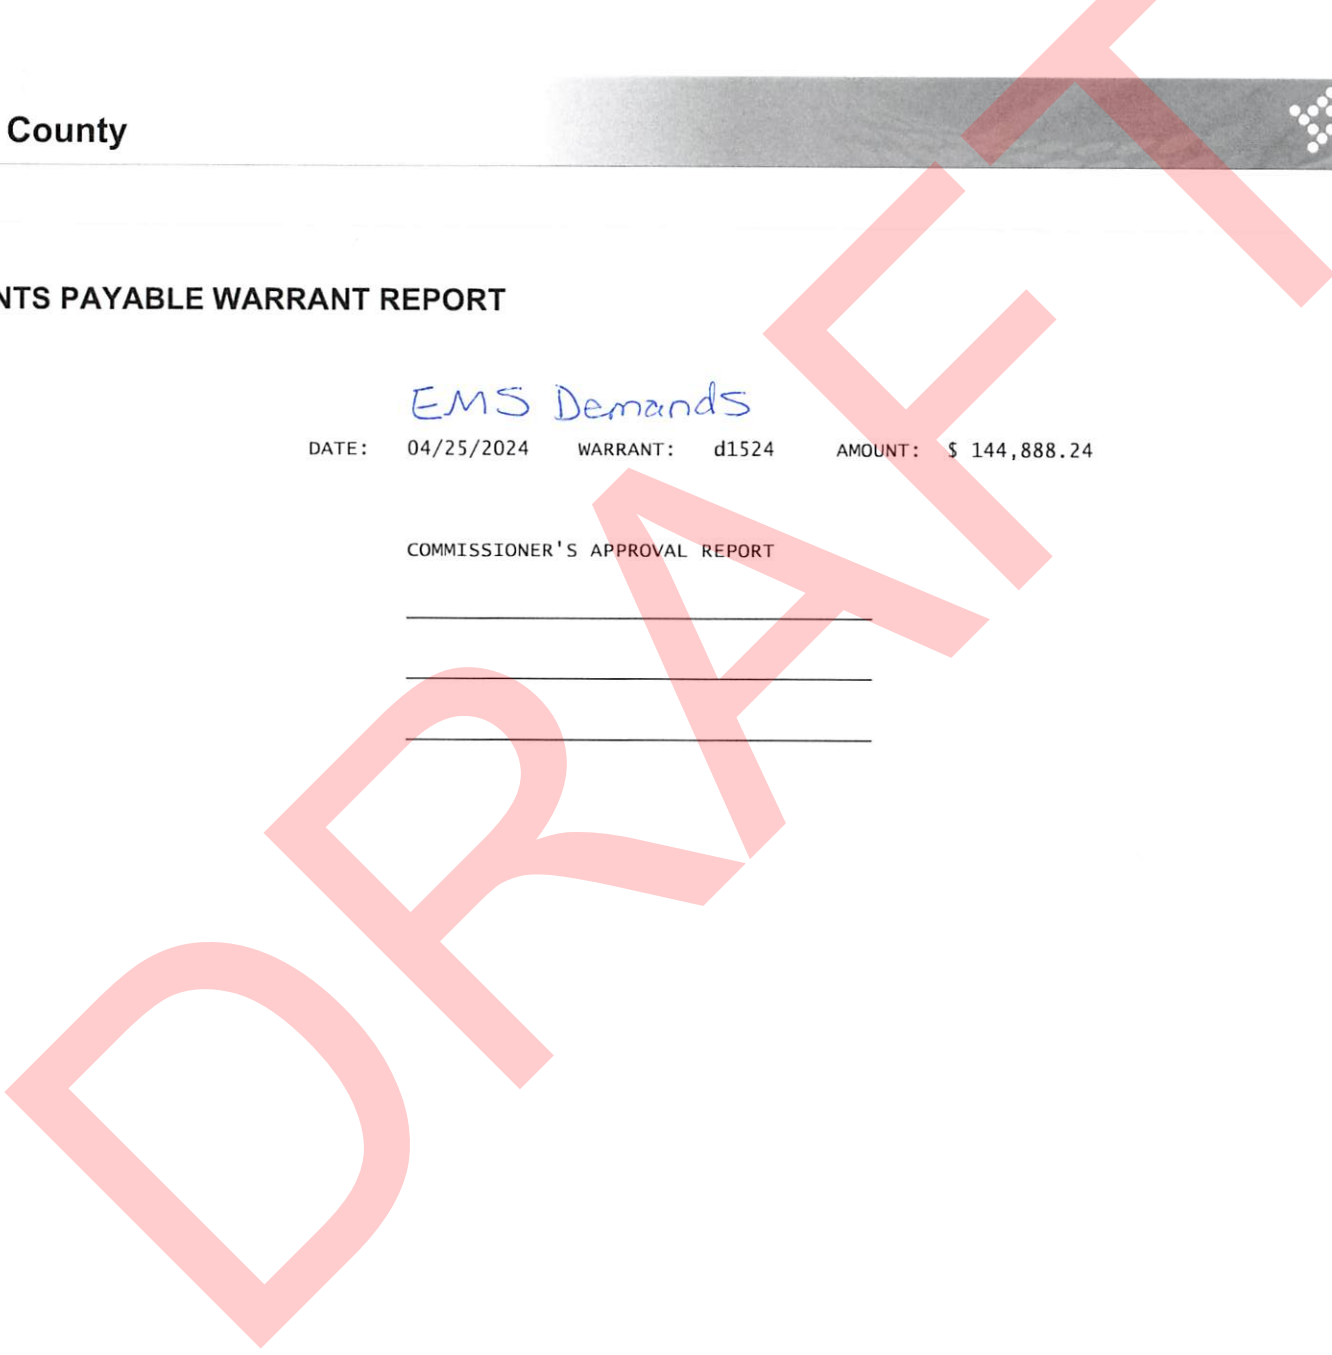 County
NTS PAYABLE WARRANT REPORT
EMS Demands
DATE: 04/25/2024 WARRANT: d1524 AMOUNT: $ 144,888.24
COMMISSIONER'S APPROVAL REPORT
DRAFT